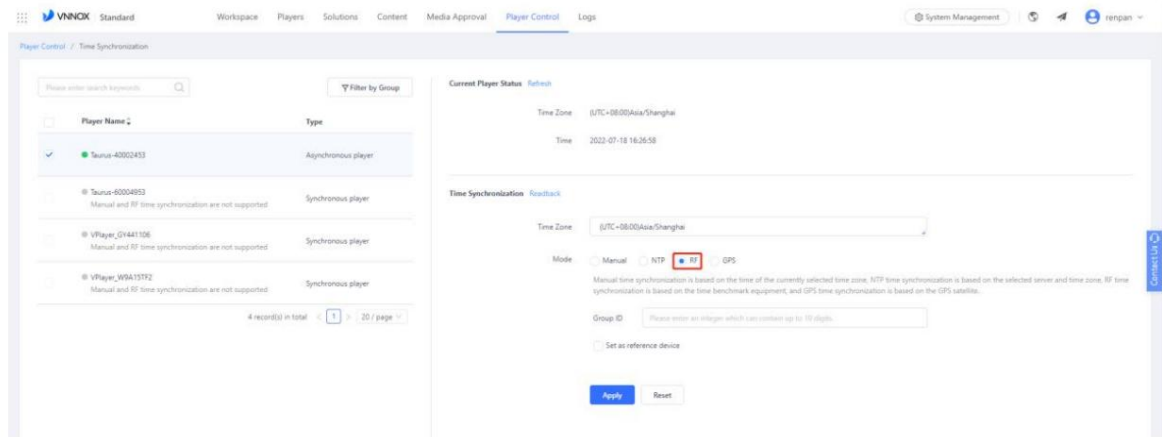 VNNOX Standard Workspace Players Solutions Content Media Approval Player Control Logs System Management renpan
Player Control / Time Synchronization
Please enter search keywords Filter by Group
Player Name Type
Taurus-40002453 Asynchronous player
Taurus-60004953 Synchronous player
Manual and RF time synchronization are not supported
VPlayer_GY441106 Synchronous player
Manual and RF time synchronization are not supported
VPlayer_W9A15TF2 Synchronous player
Manual and RF time synchronization are not supported
4 record(s) in total < 1 > 20 / page
Current Player Status Refresh
Time Zone (UTC+08:00)Asia/Shanghai
Time 2022-07-18 16:26:58
Time Synchronization Readback
Time Zone (UTC+08:00)Asia/Shanghai
Mode Manual NTP RF GPS
Manual time synchronization is based on the time of the currently selected time zone, NTP time synchronization is based on the selected server and time zone, RF time
synchronization is based on the time benchmark equipment, and GPS time synchronization is based on the GPS satellite.
Group ID Please enter an integer which can contain up to 10 digits.
Set as reference device
Apply Reset
Contact Us